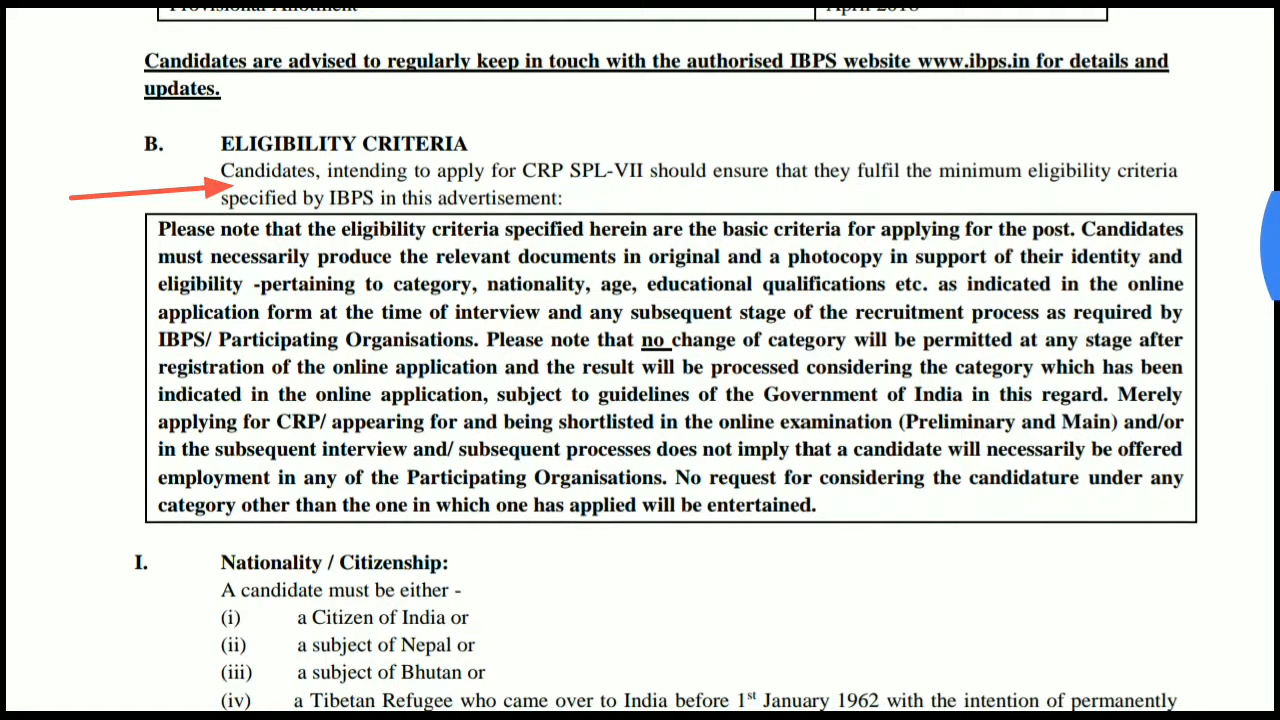 Provisional Allotment April 2018
Candidates are advised to regularly keep in touch with the authorised IBPS website www.ibps.in for details and
updates.
B. ELIGIBILITY CRITERIA
Candidates, intending to apply for CRP SPL-VII should ensure that they fulfil the minimum eligibility criteria
specified by IBPS in this advertisement:
Please note that the eligibility criteria specified herein are the basic criteria for applying for the post. Candidates
must necessarily produce the relevant documents in original and a photocopy in support of their identity and
eligibility -pertaining to category, nationality, age, educational qualifications etc. as indicated in the online
application form at the time of interview and any subsequent stage of the recruitment process as required by
IBPS/ Participating Organisations. Please note that no change of category will be permitted at any stage after
registration of the online application and the result will be processed considering the category which has been
indicated in the online application, subject to guidelines of the Government of India in this regard. Merely
applying for CRP/ appearing for and being shortlisted in the online examination (Preliminary and Main) and/or
in the subsequent interview and/ subsequent processes does not imply that a candidate will necessarily be offered
employment in any of the Participating Organisations. No request for considering the candidature under any
category other than the one in which one has applied will be entertained.
I. Nationality / Citizenship:
A candidate must be either -
(i) a Citizen of India or
(ii) a subject of Nepal or
(iii) a subject of Bhutan or
(iv) a Tibetan Refugee who came over to India before 1st January 1962 with the intention of permanently